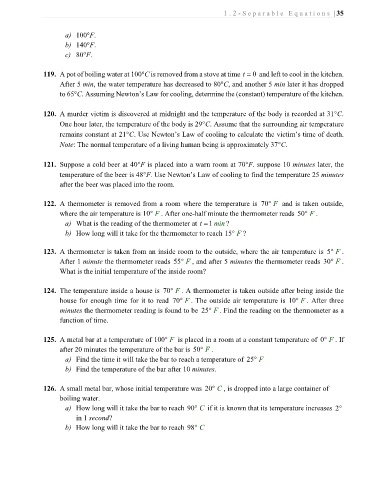 1.2-Separable Equations |35
a) 100°F.
b) 140°F.
c) 80°F.
119. A pot of boiling water at 100°C is removed from a stove at time t = 0 and left to cool in the kitchen.
After 5 min, the water temperature has decreased to 80°C, and another 5 min later it has dropped
to 65°C. Assuming Newton's Law for cooling, determine the (constant) temperature of the kitchen.
120. A murder victim is discovered at midnight and the temperature of the body is recorded at 31°C.
One hour later, the temperature of the body is 29°C. Assume that the surrounding air temperature
remains constant at 21°C. Use Newton's Law of cooling to calculate the victim's time of death.
Note: The normal temperature of a living human being is approximately 37°C.
121. Suppose a cold beer at 40°F is placed into a warn room at 70°F. suppose 10 minutes later, the
temperature of the beer is 48°F. Use Newton's Law of cooling to find the temperature 25 minutes
after the beer was placed into the room.
122. A thermometer is removed from a room where the temperature is 70° F and is taken outside,
where the air temperature is 10° F . After one-half minute the thermometer reads 50° F .
a) What is the reading of the thermometer at t = 1 min ?
b) How long will it take for the thermometer to reach 15° F ?
123. A thermometer is taken from an inside room to the outside, where the air temperature is 5° F .
After 1 minute the thermometer reads 55° F , and after 5 minutes the thermometer reads 30° F .
What is the initial temperature of the inside room?
124. The temperature inside a house is 70° F . A thermometer is taken outside after being inside the
house for enough time for it to read 70° F . The outside air temperature is 10° F . After three
minutes the thermometer reading is found to be 25° F . Find the reading on the thermometer as a
function of time.
125. A metal bar at a temperature of 100° F is placed in a room at a constant temperature of 0° F . If
after 20 minutes the temperature of the bar is 50° F .
a) Find the time it will take the bar to reach a temperature of 25° F
b) Find the temperature of the bar after 10 minutes.
126. A small metal bar, whose initial temperature was 20° C , is dropped into a large container of
boiling water.
a) How long will it take the bar to reach 90° C if it is known that its temperature increases 2°
in 1 second?
b) How long will it take the bar to reach 98° C